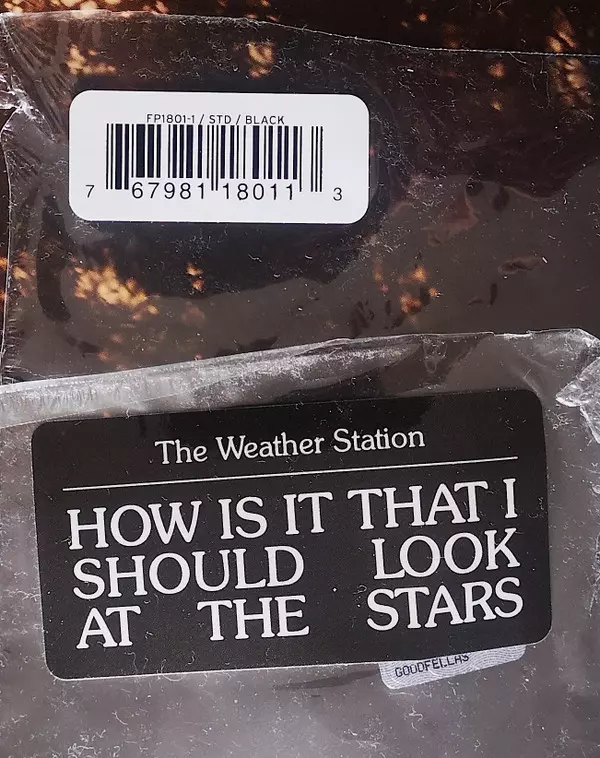 FP1801-1 / STD / BLACK
7 67981 18011 3
The Weather Station
HOW IS IT THAT I
SHOULD LOOK
AT THE STARS
GOODFELLAS